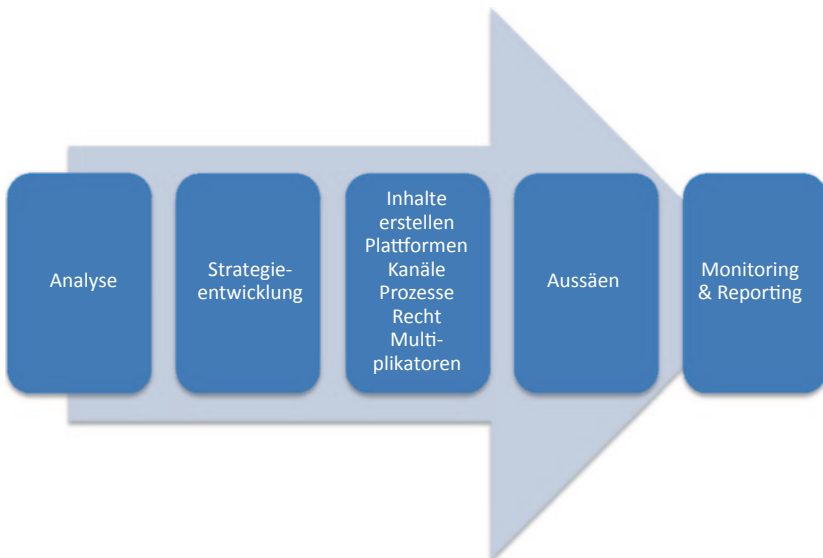 Analyse
Strategie-
entwicklung
Inhalte
erstellen
Plattformen
Kanäle
Prozesse
Recht
Multi-
plikatoren
Aussäen
Monitoring
& Reporting